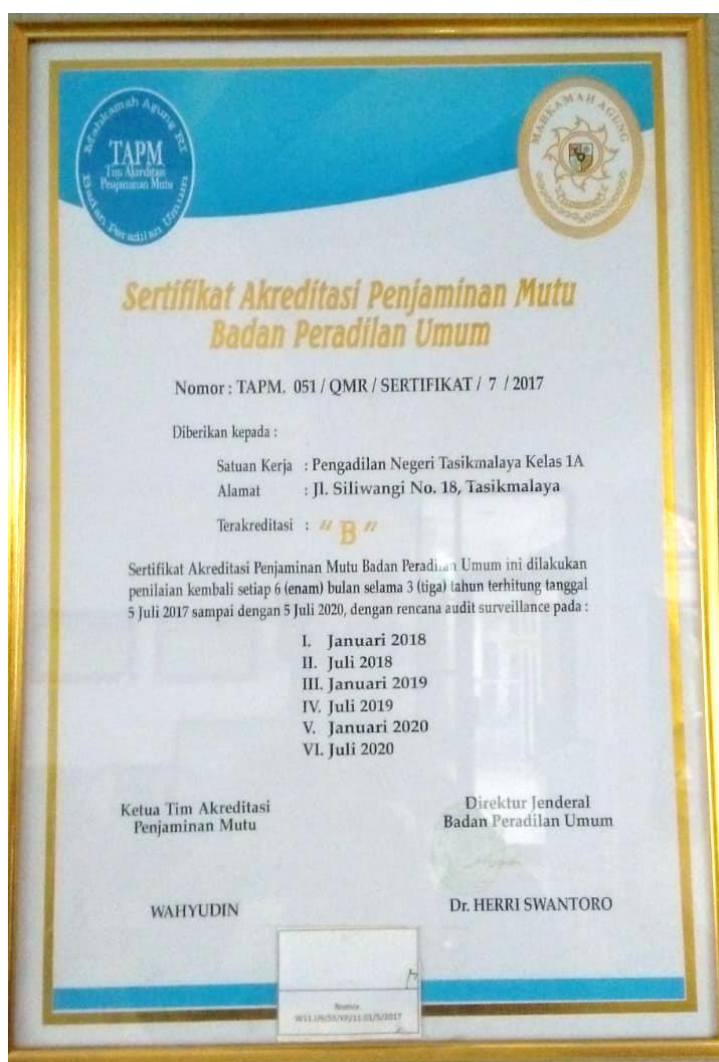 Mahkamah Agung RI
TAPM
Tim Akreditasi
Penjaminan Mutu
Badan Peradilan Umum
MAHKAMAH AGUNG
Sertifikat Akreditasi Penjaminan Mutu
Badan Peradilan Umum
Nomor : TAPM. 051 / QMR / SERTIFIKAT / 7 / 2017
Diberikan kepada :
Satuan Kerja : Pengadilan Negeri Tasikmalaya Kelas 1A
Alamat : Jl. Siliwangi No. 18, Tasikmalaya
Terakreditasi : "B"
Sertifikat Akreditasi Penjaminan Mutu Badan Peradilan Umum ini dilakukan
penilaian kembali setiap 6 (enam) bulan selama 3 (tiga) tahun terhitung tanggal
5 Juli 2017 sampai dengan 5 Juli 2020, dengan rencana audit surveillance pada :
I. Januari 2018
II. Juli 2018
III. Januari 2019
IV. Juli 2019
V. Januari 2020
VI. Juli 2020
Ketua Tim Akreditasi
Penjaminan Mutu
Direktur Jenderal
Badan Peradilan Umum
WAHYUDIN
Dr. HERRI SWANTORO
Nomor